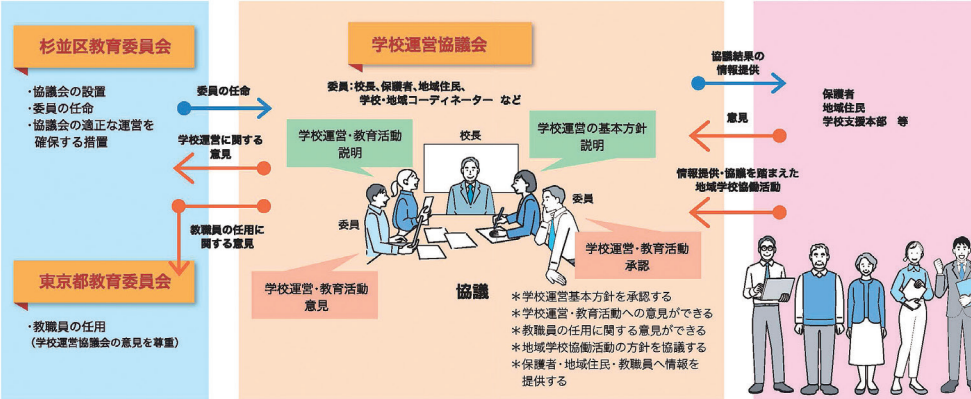 杉並区教育委員会
・協議会の設置
・委員の任命
・協議会の適正な運営を
確保する措置
委員の任命
学校運営に関する
意見
教職員の任用に
関する意見
東京都教育委員会
・教職員の任用
（学校運営協議会の意見を尊重）
学校運営協議会
委員：校長、保護者、地域住民、
学校・地域コーディネーター など
学校運営・教育活動
説明
校長
学校運営の基本方針
説明
委員
委員
学校運営・教育活動
意見
学校運営・教育活動
承認
協議
＊学校運営基本方針を承認する
＊学校運営・教育活動への意見ができる
＊教職員の任用に関する意見ができる
＊地域学校協働活動の方針を協議する
＊保護者・地域住民・教職員へ情報を
提供する
協議結果の
情報提供
意見
情報提供・協議を踏まえた
地域学校協働活動
保護者
地域住民
学校支援本部 等